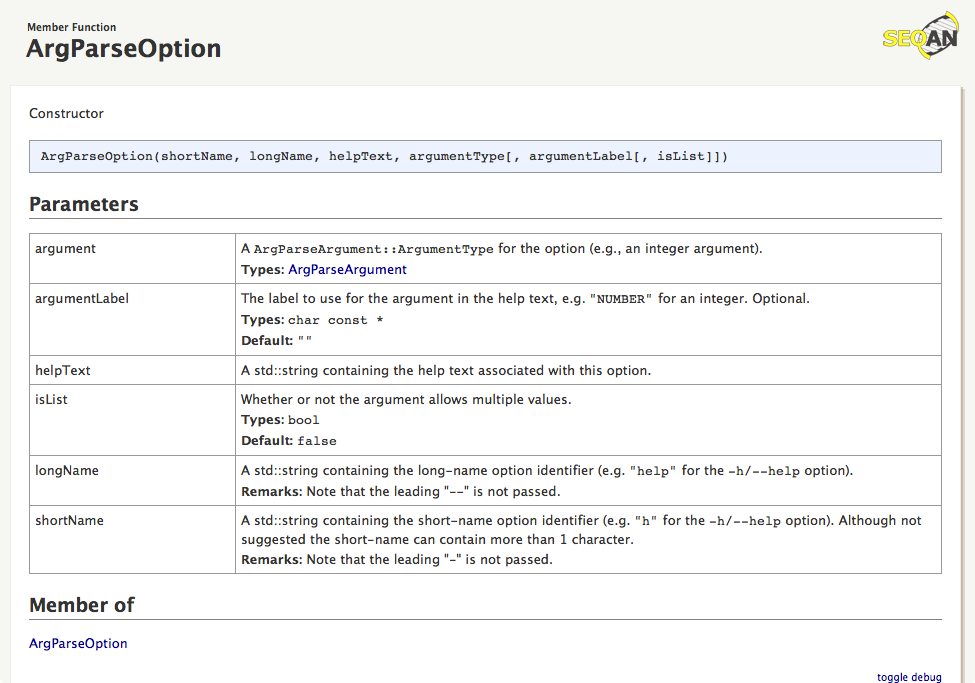 Member Function
ArgParseOption
SEQAN
Constructor
ArgParseOption(shortName, longName, helpText, argumentType[, argumentLabel[, isList]])
Parameters
argument
A ArgParseArgument::ArgumentType for the option (e.g., an integer argument).
Types: ArgParseArgument
argumentLabel
The label to use for the argument in the help text, e.g. "NUMBER" for an integer. Optional.
Types: char const *
Default: ""
helpText
A std::string containing the help text associated with this option.
isList
Whether or not the argument allows multiple values.
Types: bool
Default: false
longName
A std::string containing the long-name option identifier (e.g. "help" for the -h/--help option).
Remarks: Note that the leading "--" is not passed.
shortName
A std::string containing the short-name option identifier (e.g. "h" for the -h/--help option). Although not
suggested the short-name can contain more than 1 character.
Remarks: Note that the leading "-" is not passed.
Member of
ArgParseOption
toggle debug